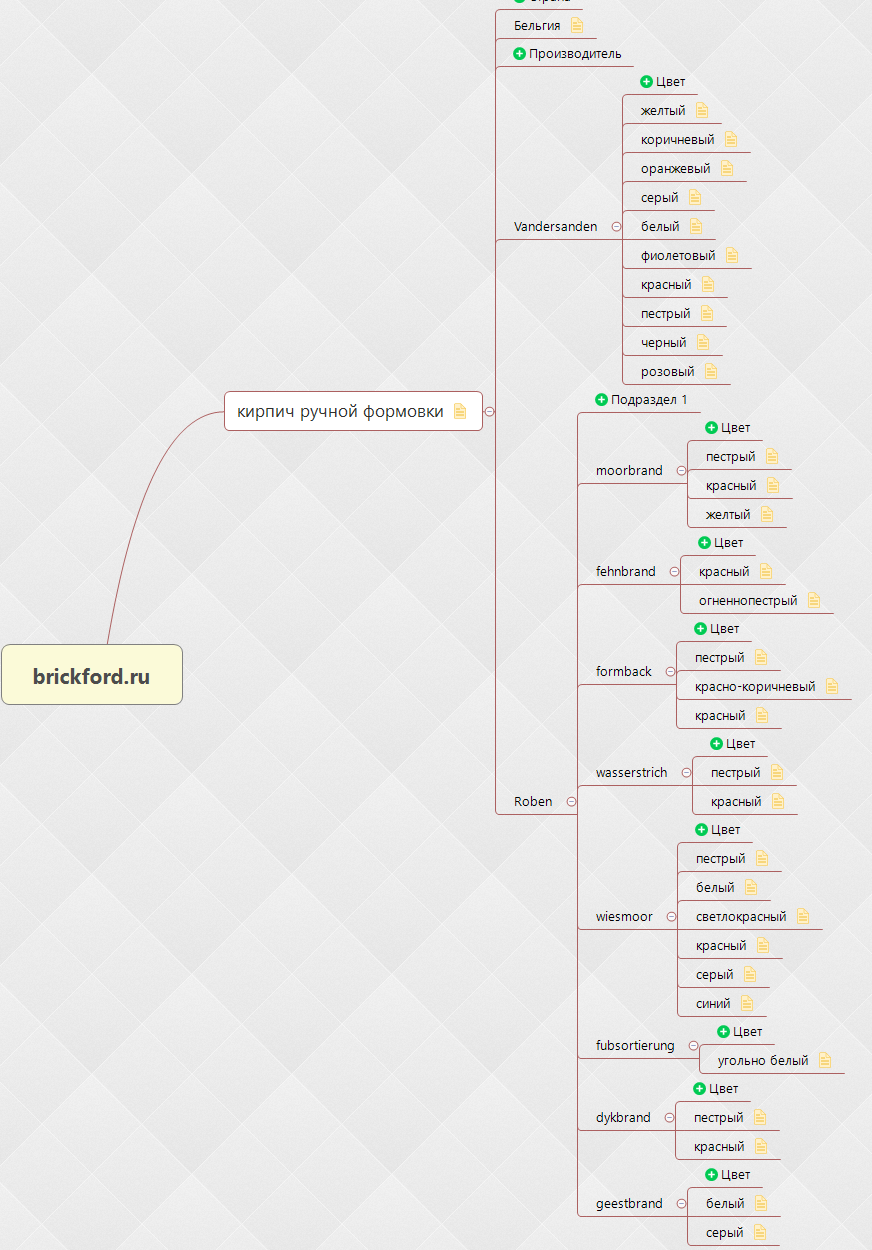 Бельгия
Производитель
Цвет
желтый
коричневый
оранжевый
серый
Vandersanden
белый
фиолетовый
красный
пестрый
черный
розовый
Подраздел 1
кирпич ручной формовки
Цвет
пестрый
moorbrand
красный
желтый
Цвет
fehnbrand
красный
огненнопестрый
Цвет
пестрый
formback
красно-коричневый
красный
brickford.ru
Цвет
wasserstrich
пестрый
красный
Roben
Цвет
пестрый
белый
wiesmoor
светлокрасный
красный
серый
синий
Цвет
fubsortierung
угольно белый
Цвет
dykbrand
пестрый
красный
Цвет
geestbrand
белый
серый